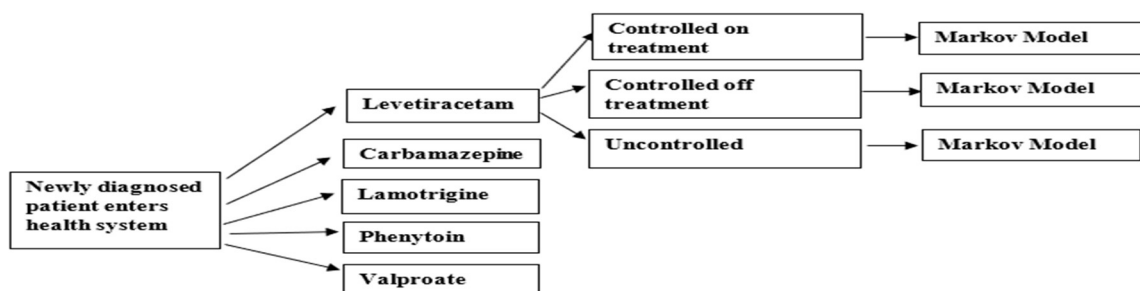 Newly diagnosed
patient enters
health system
Levetiracetam
Carbamazepine
Lamotrigine
Phenytoin
Valproate
Controlled on
treatment
Controlled off
treatment
Uncontrolled
Markov Model
Markov Model
Markov Model